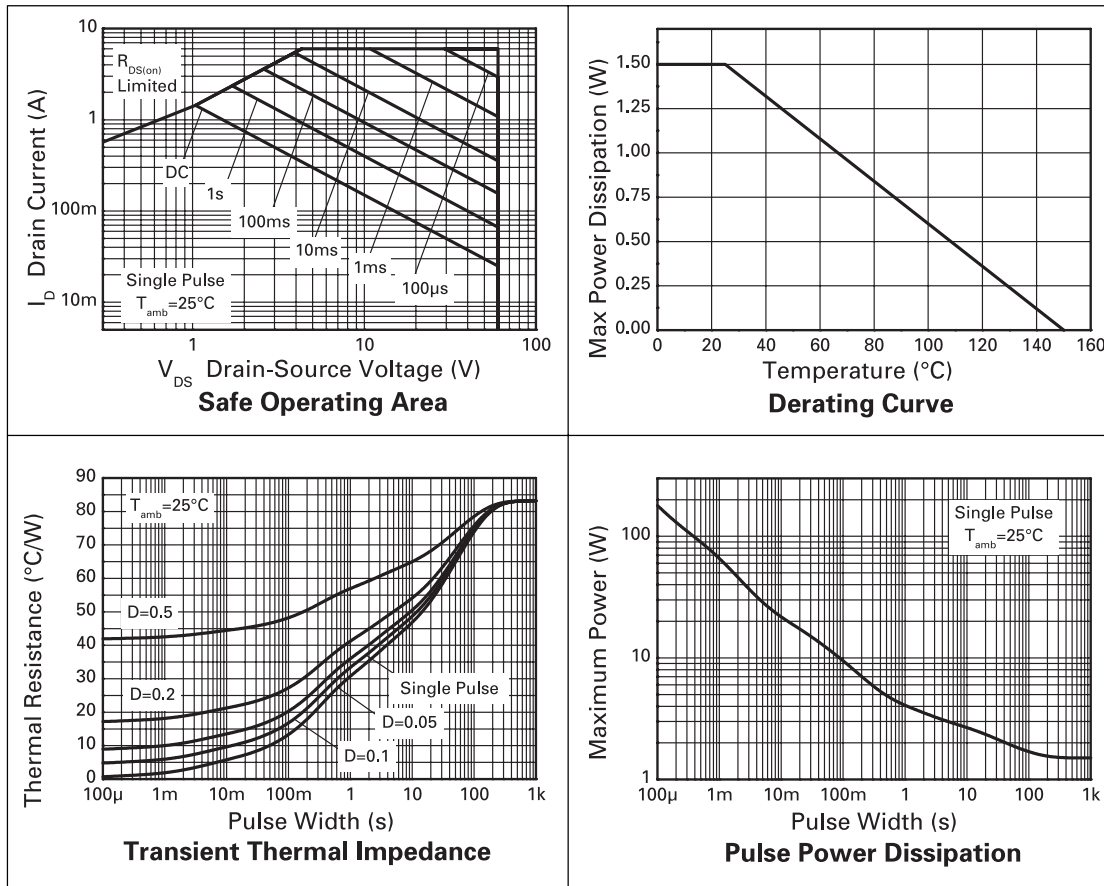 10
1
100m
10m
I_D Drain Current (A)
R_DS(on)
Limited
DC
1s
100ms
10ms
1ms
100µs
Single Pulse
T_amb=25°C
1
10
100
V_DS Drain-Source Voltage (V)
Safe Operating Area
1.50
1.25
1.00
0.75
0.50
0.25
0.00
Max Power Dissipation (W)
0
20
40
60
80
100
120
140
160
Temperature (°C)
Derating Curve
90
80
70
60
50
40
30
20
10
0
Thermal Resistance (°C/W)
T_amb=25°C
D=0.5
D=0.2
Single Pulse
D=0.05
D=0.1
100µ
1m
10m
100m
1
10
100
1k
Pulse Width (s)
Transient Thermal Impedance
100
10
1
Maximum Power (W)
Single Pulse
T_amb=25°C
100µ
1m
10m
100m
1
10
100
1k
Pulse Width (s)
Pulse Power Dissipation